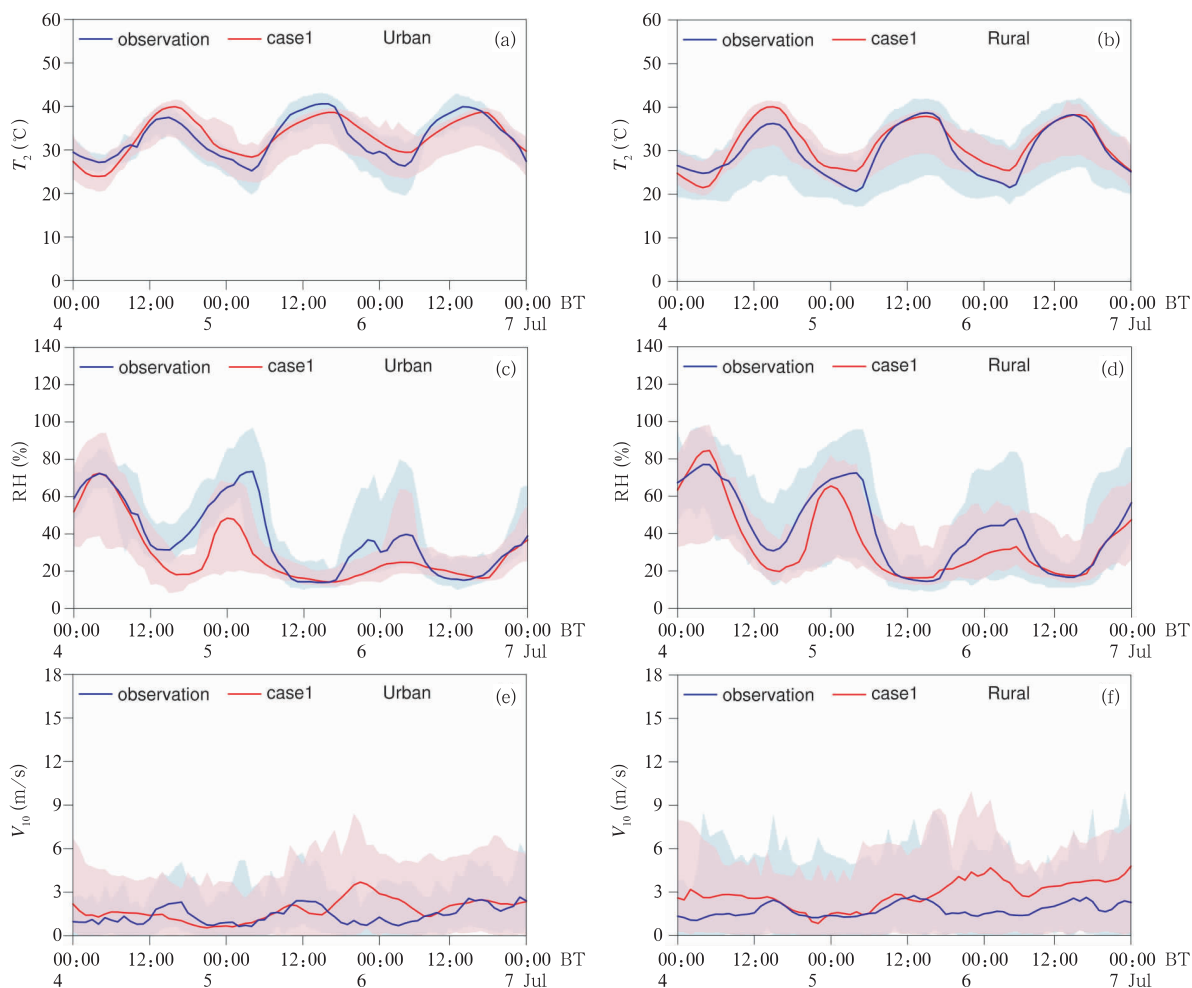 60
50
40
30
20
10
0
T₂ (℃)
observation case1 Urban (a)
00:00 12:00 00:00 12:00 00:00 12:00 00:00 BT
4 5 6 7 Jul
60
50
40
30
20
10
0
T₂ (℃)
observation case1 Rural (b)
00:00 12:00 00:00 12:00 00:00 12:00 00:00 BT
4 5 6 7 Jul
140
120
100
80
60
40
20
0
RH (%)
observation case1 Urban (c)
00:00 12:00 00:00 12:00 00:00 12:00 00:00 BT
4 5 6 7 Jul
140
120
100
80
60
40
20
0
RH (%)
observation case1 Rural (d)
00:00 12:00 00:00 12:00 00:00 12:00 00:00 BT
4 5 6 7 Jul
18
15
12
9
6
3
0
V₁₀ (m/s)
observation case1 Urban (e)
00:00 12:00 00:00 12:00 00:00 12:00 00:00 BT
4 5 6 7 Jul
18
15
12
9
6
3
0
V₁₀ (m/s)
observation case1 Rural (f)
00:00 12:00 00:00 12:00 00:00 12:00 00:00 BT
4 5 6 7 Jul